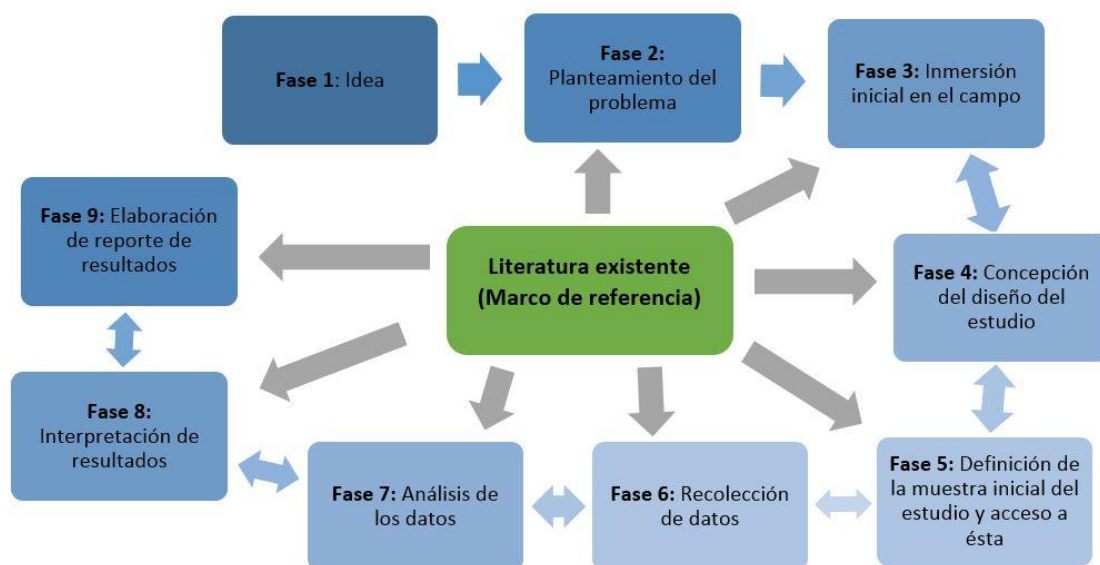 Fase 1: Idea
Fase 2:
Planteamiento del
problema
Fase 3: Inmersión
inicial en el campo
Fase 4: Concepción
del diseño del
estudio
Fase 5: Definición de
la muestra inicial del
estudio y acceso a
ésta
Fase 6: Recolección
de datos
Fase 7: Análisis de
los datos
Fase 8:
Interpretación de
resultados
Fase 9: Elaboración
de reporte de
resultados
Literatura existente
(Marco de referencia)